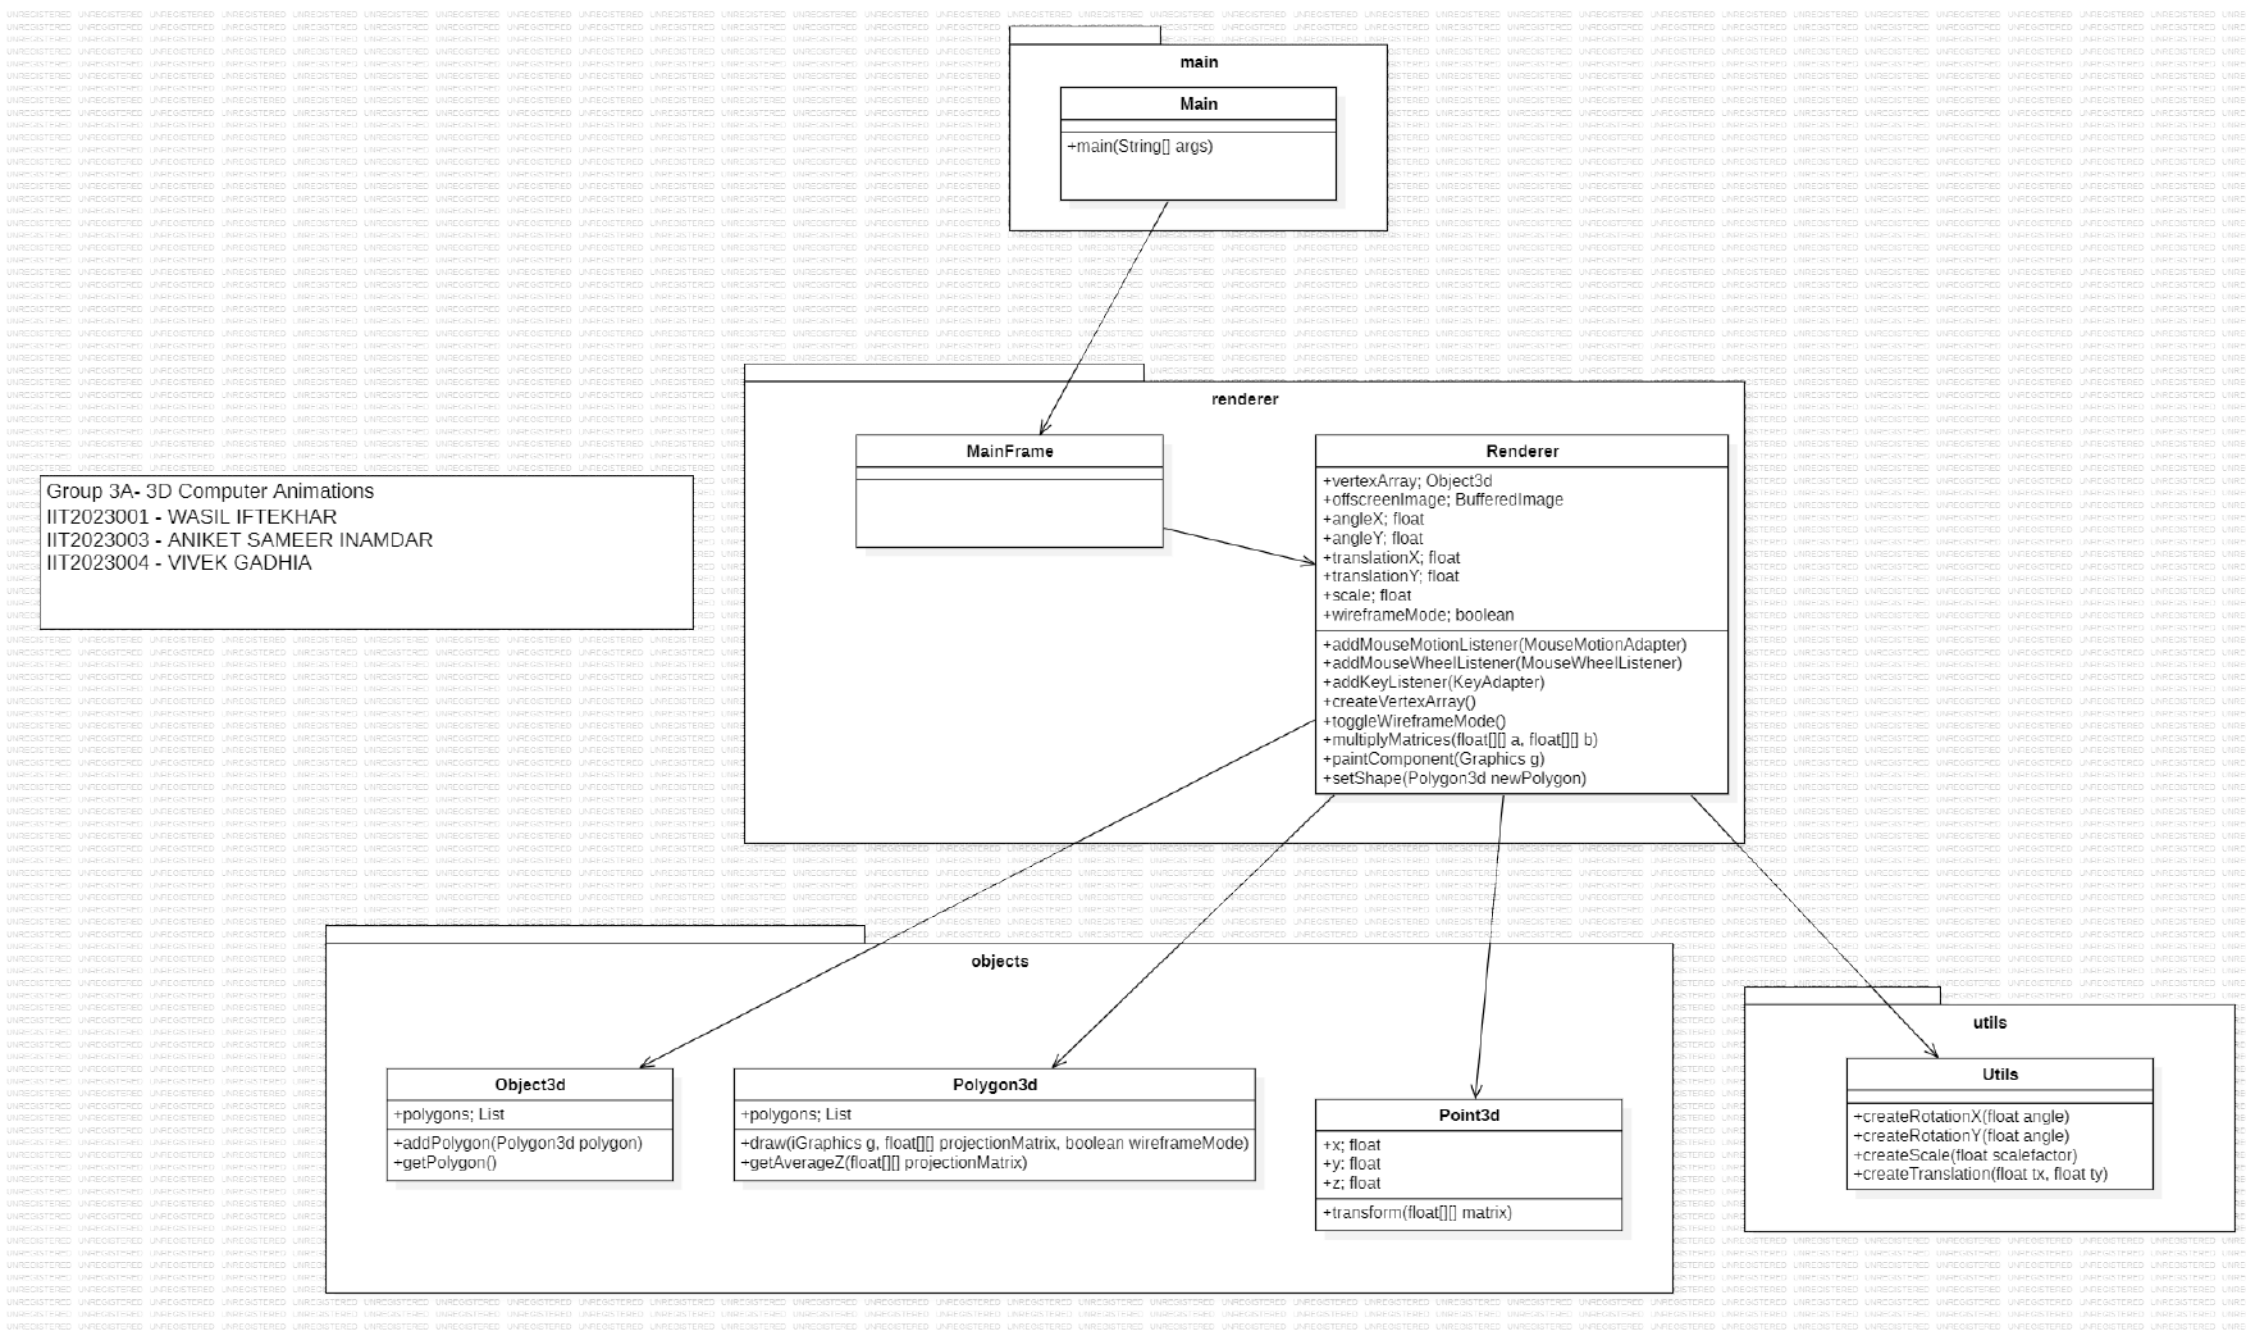 main
Main
+main(String[] args)
renderer
MainFrame
Renderer
+vertexArray; Object3d
+offscreenImage; BufferedImage
+angleX; float
+angleY; float
+translationX; float
+translationY; float
+scale; float
+wireframeMode; boolean
+addMouseMotionListener(MouseMotionAdapter)
+addMouseWheelListener(MouseWheelListener)
+addKeyListener(KeyAdapter)
+createVertexArray()
+toggleWireframeMode()
+multiplyMatrices(float[][] a, float[][] b)
+paintComponent(Graphics g)
+setShape(Polygon3d newPolygon)
Group 3A- 3D Computer Animations
IIT2023001 - WASIL IFTEKHAR
IIT2023003 - ANIKET SAMEER INAMDAR
IIT2023004 - VIVEK GADHIA
objects
Object3d
+polygons; List
+addPolygon(Polygon3d polygon)
+getPolygon()
Polygon3d
+polygons; List
+draw(iGraphics g, float[][] projectionMatrix, boolean wireframeMode)
+getAverageZ(float[][] projectionMatrix)
Point3d
+x; float
+y: float
+z; float
+transform(float[][] matrix)
utils
Utils
+createRotationX(float angle)
+createRotationY(float angle)
+createScale(float scalefactor)
+createTranslation(float tx, float ty)
UNREGISTERED